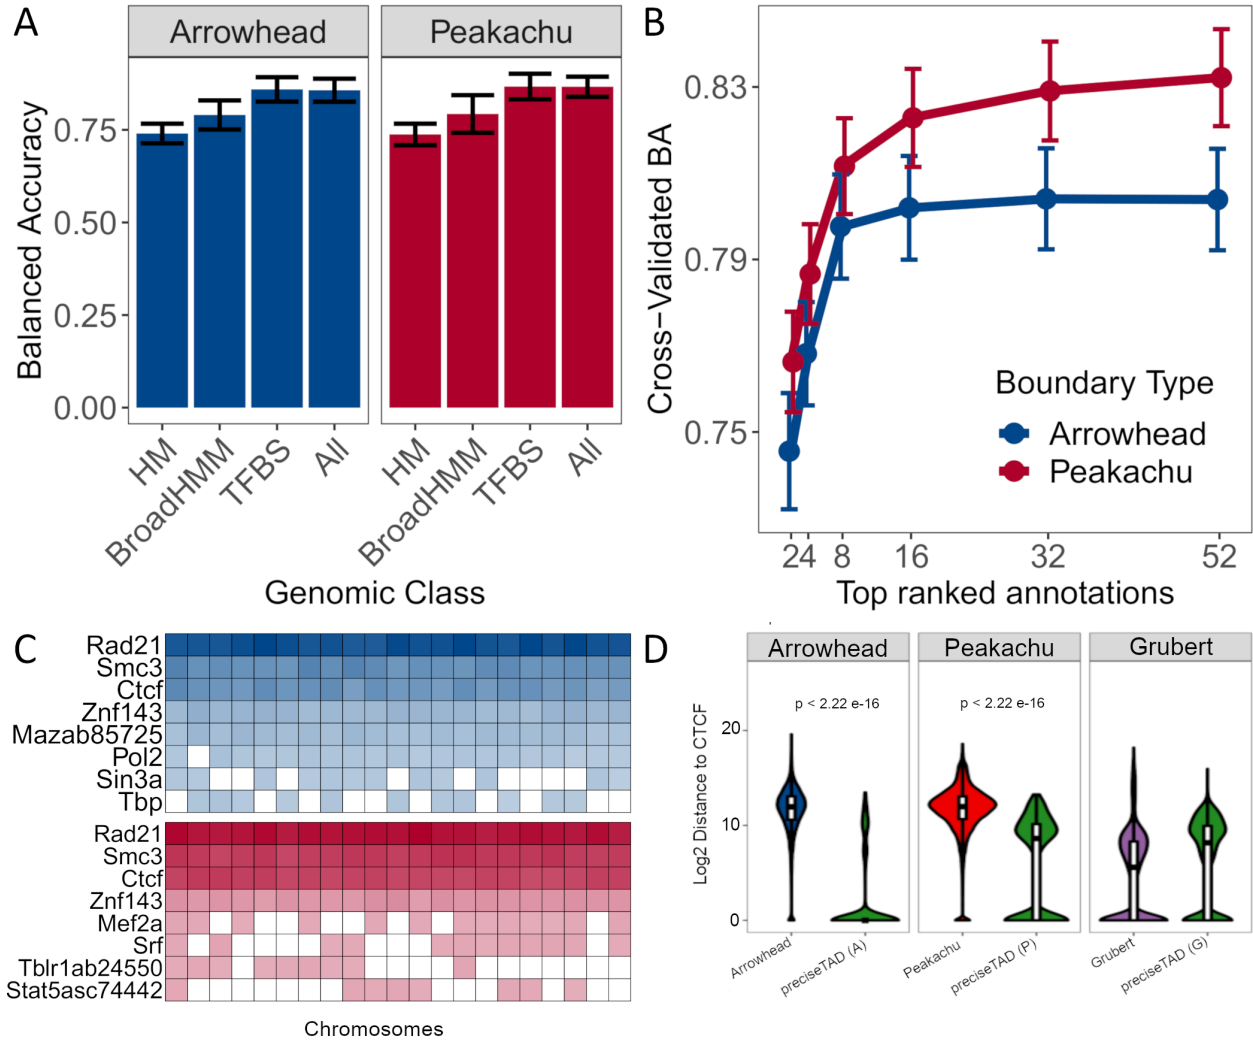 A
Arrowhead
Peakachu
Balanced Accuracy
0.75
0.50
0.25
0.00
HM
BroadHMM
TFBS
All
HM
BroadHMM
TFBS
All
Genomic Class
B
Cross−Validated BA
0.83
0.79
0.75
Boundary Type
Arrowhead
Peakachu
2 4 8 16 32 52
Top ranked annotations
C
Rad21
Smc3
Ctcf
Znf143
Mazab85725
Pol2
Sin3a
Tbp
Rad21
Smc3
Ctcf
Znf143
Mef2a
Srf
Tblr1ab24550
Stat5asc74442
Chromosomes
D
Arrowhead
Peakachu
Grubert
Log2 Distance to CTCF
20
10
0
p < 2.22 e-16
p < 2.22 e-16
Arrowhead
preciseTAD (A)
Peakachu
preciseTAD (P)
Grubert
preciseTAD (G)